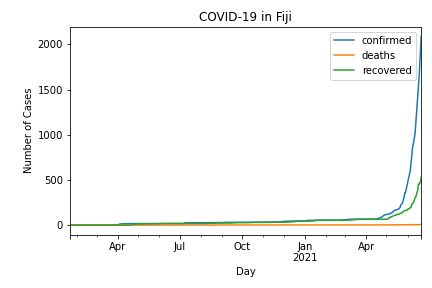 COVID-19 in Fiji
confirmed
deaths
recovered
Number of Cases
2000
1500
1000
500
0
Apr
Jul
Oct
Jan
2021
Apr
Day